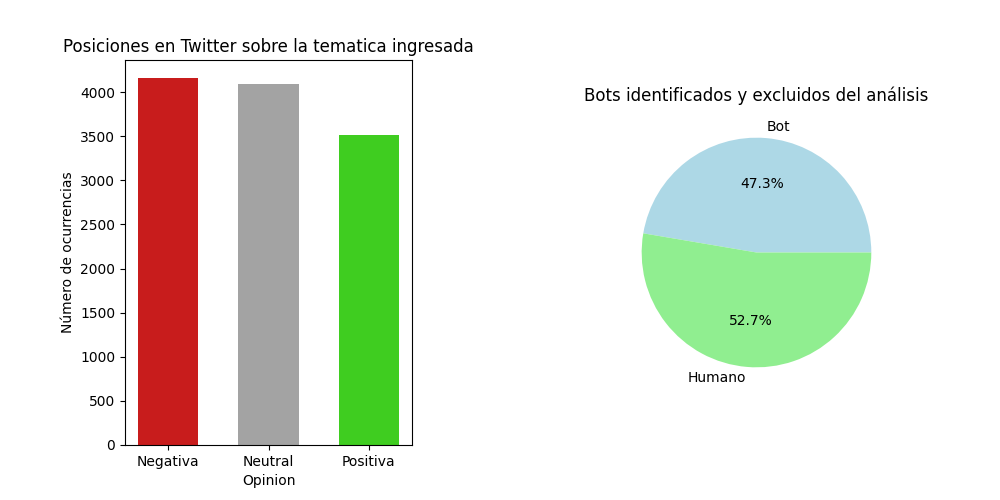 Posiciones en Twitter sobre la tematica ingresada
Número de ocurrencias
4000
3500
3000
2500
2000
1500
1000
500
0
Negativa
Neutral
Positiva
Opinion
Bots identificados y excluidos del análisis
Bot
47.3%
52.7%
Humano